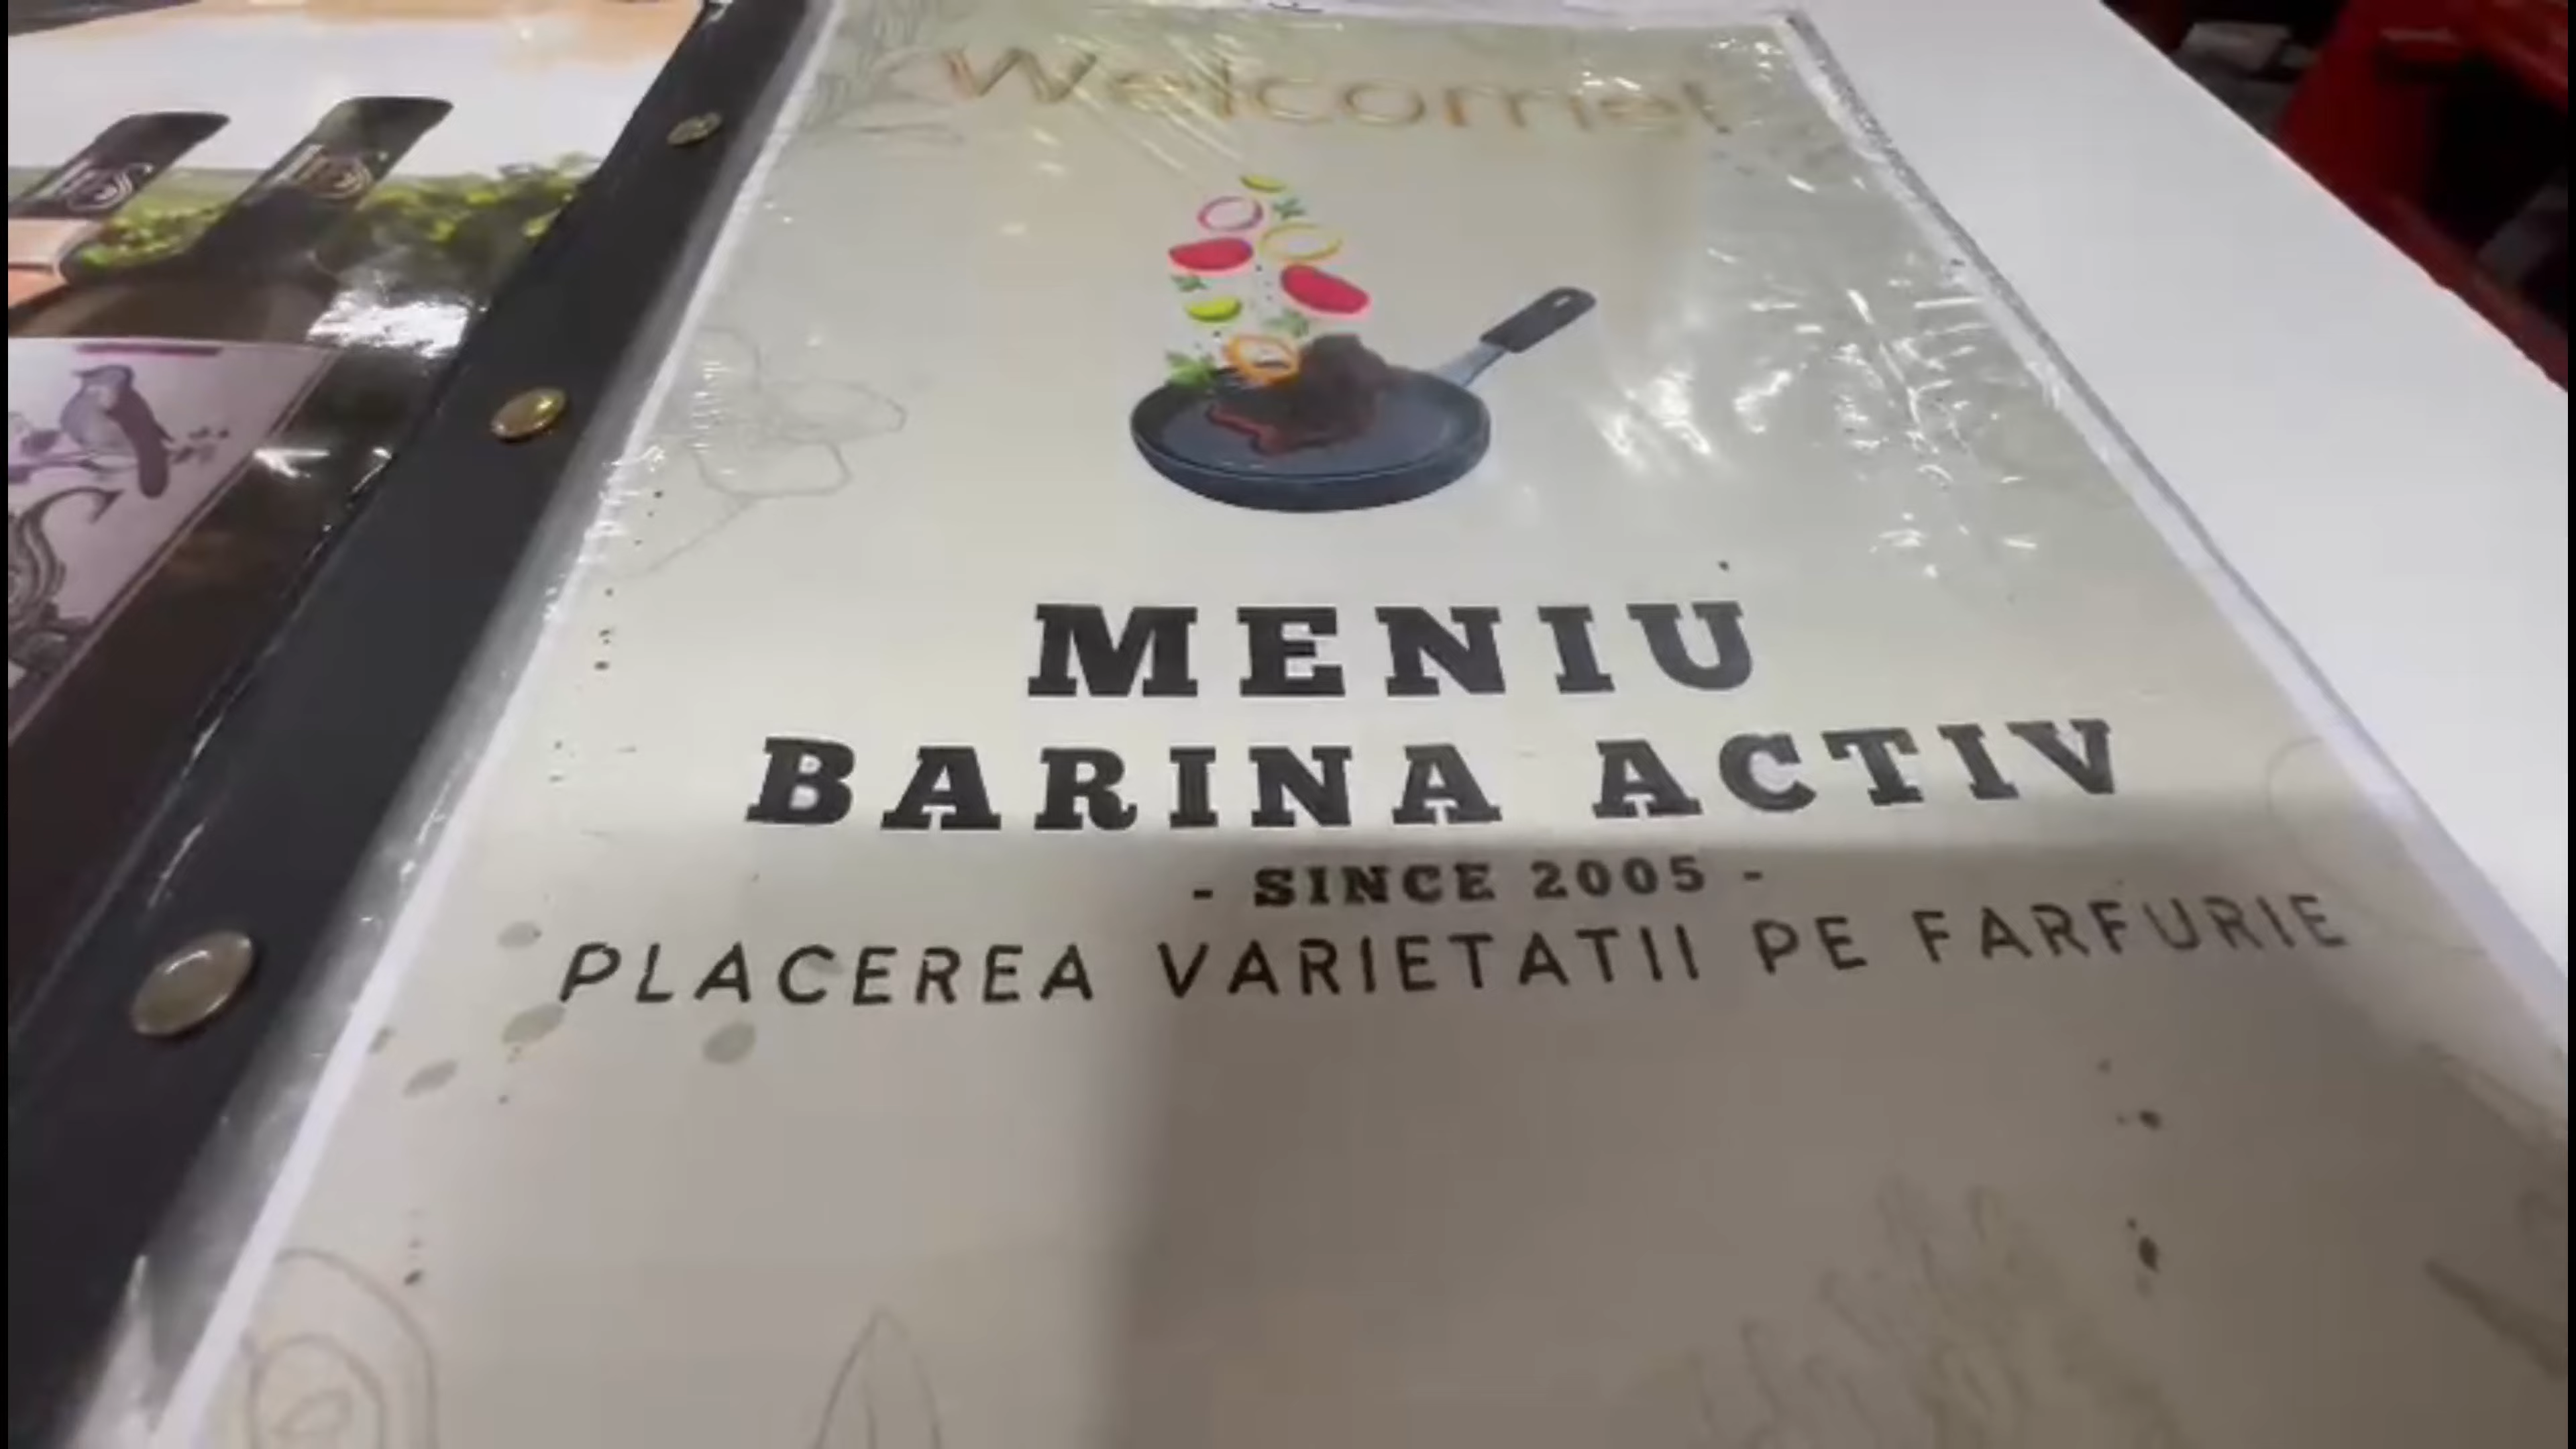 Welcome!
MENIU
BARINA ACTIV
- SINCE 2005 -
PLACEREA VARIETATII PE FARFURIE